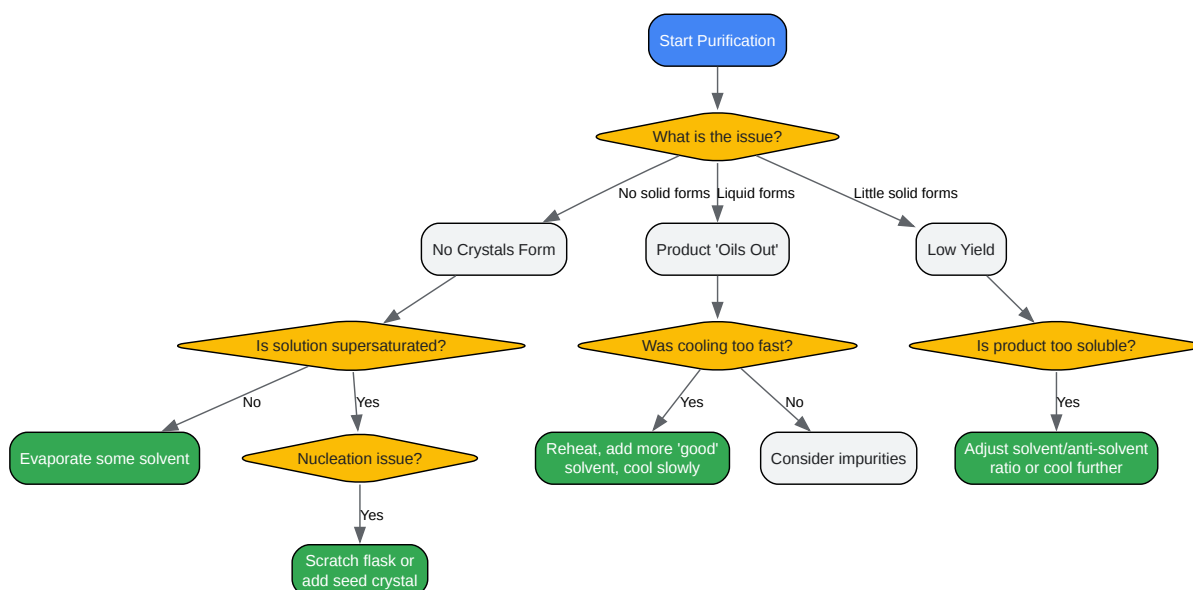 Start Purification
What is the issue?
No solid forms
Liquid forms
Little solid forms
No Crystals Form
Product 'Oils Out'
Low Yield
Is solution supersaturated?
Was cooling too fast?
Is product too soluble?
No
Yes
Yes
No
Yes
Evaporate some solvent
Nucleation issue?
Reheat, add more 'good'
solvent, cool slowly
Consider impurities
Adjust solvent/anti-solvent
ratio or cool further
Yes
Scratch flask or
add seed crystal